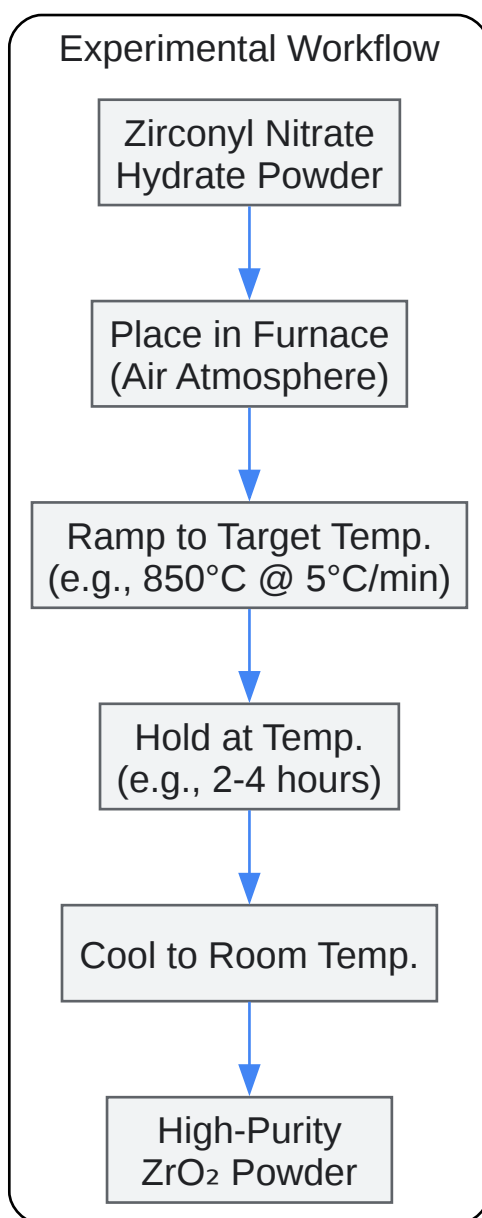 Experimental Workflow
Zirconyl Nitrate
Hydrate Powder
Place in Furnace
(Air Atmosphere)
Ramp to Target Temp.
(e.g., 850°C @ 5°C/min)
Hold at Temp.
(e.g., 2-4 hours)
Cool to Room Temp.
High-Purity
ZrO₂ Powder